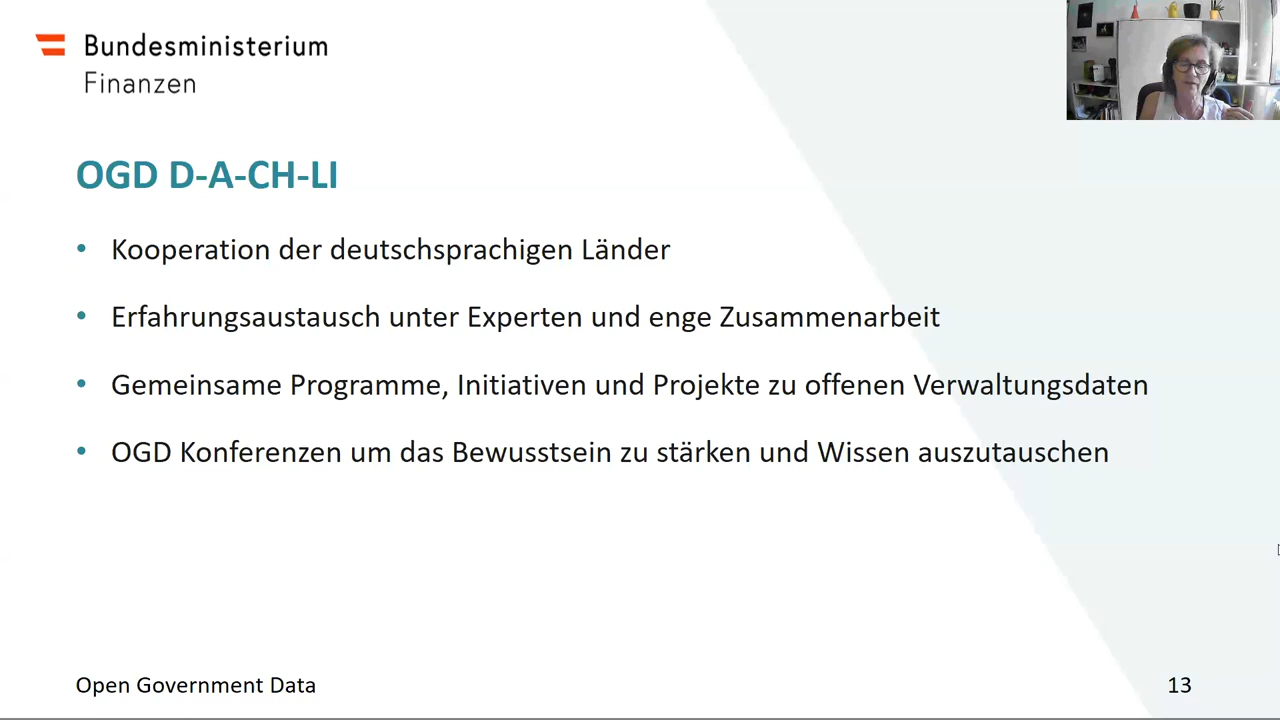 Bundesministerium
Finanzen
OGD D-A-CH-LI
• Kooperation der deutschsprachigen Länder
• Erfahrungsaustausch unter Experten und enge Zusammenarbeit
• Gemeinsame Programme, Initiativen und Projekte zu offenen Verwaltungsdaten
• OGD Konferenzen um das Bewusstsein zu stärken und Wissen auszutauschen
Open Government Data
13